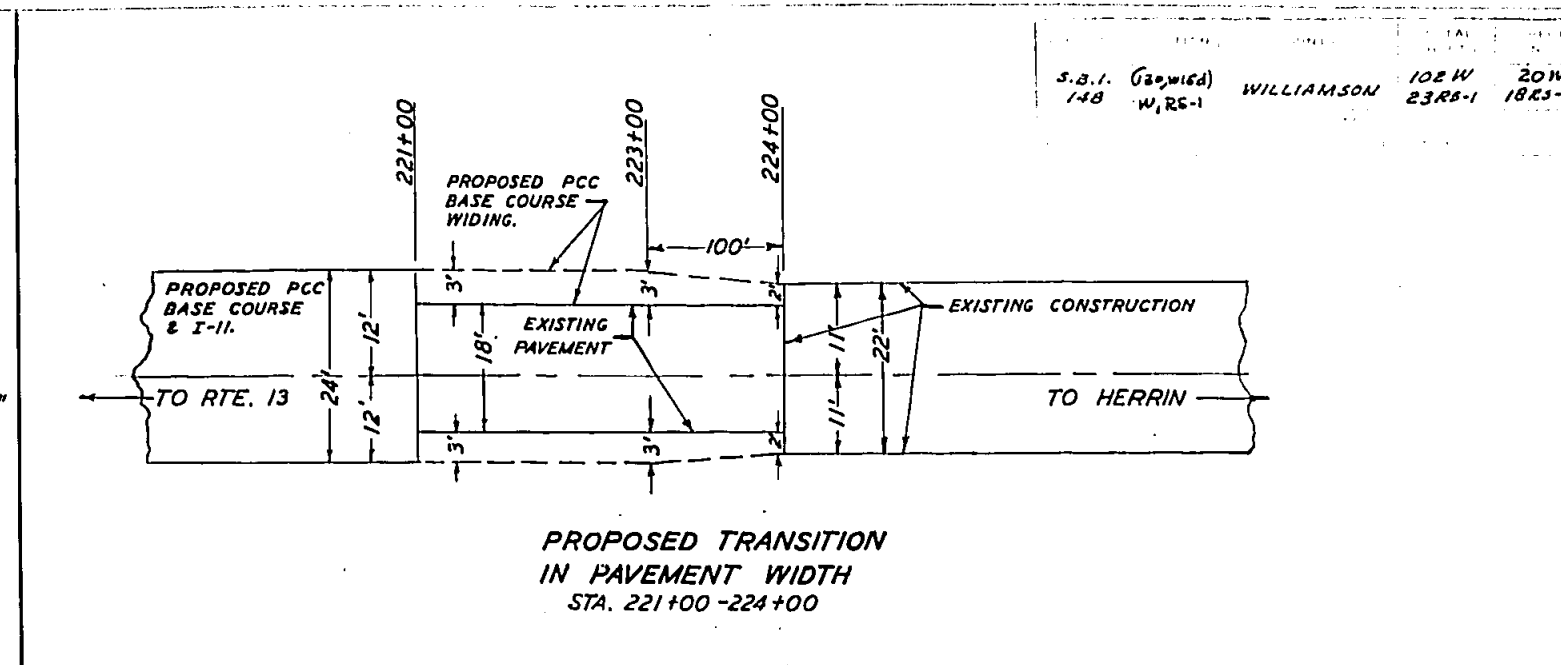 S.B.I. WILLIAMSON 102 W 20 W
148 W, RS-1 23RS-1 18RS-
221+00
223+00
224+00
PROPOSED PCC
BASE COURSE
WIDING.
100'
3'
3'
2'
PROPOSED PCC
BASE COURSE
& I-11.
EXISTING CONSTRUCTION
EXISTING
PAVEMENT
12'
18'
11'
22'
24'
TO RTE. 13
TO HERRIN
12'
11'
3'
3'
2'
PROPOSED TRANSITION
IN PAVEMENT WIDTH
STA. 221+00-224+00